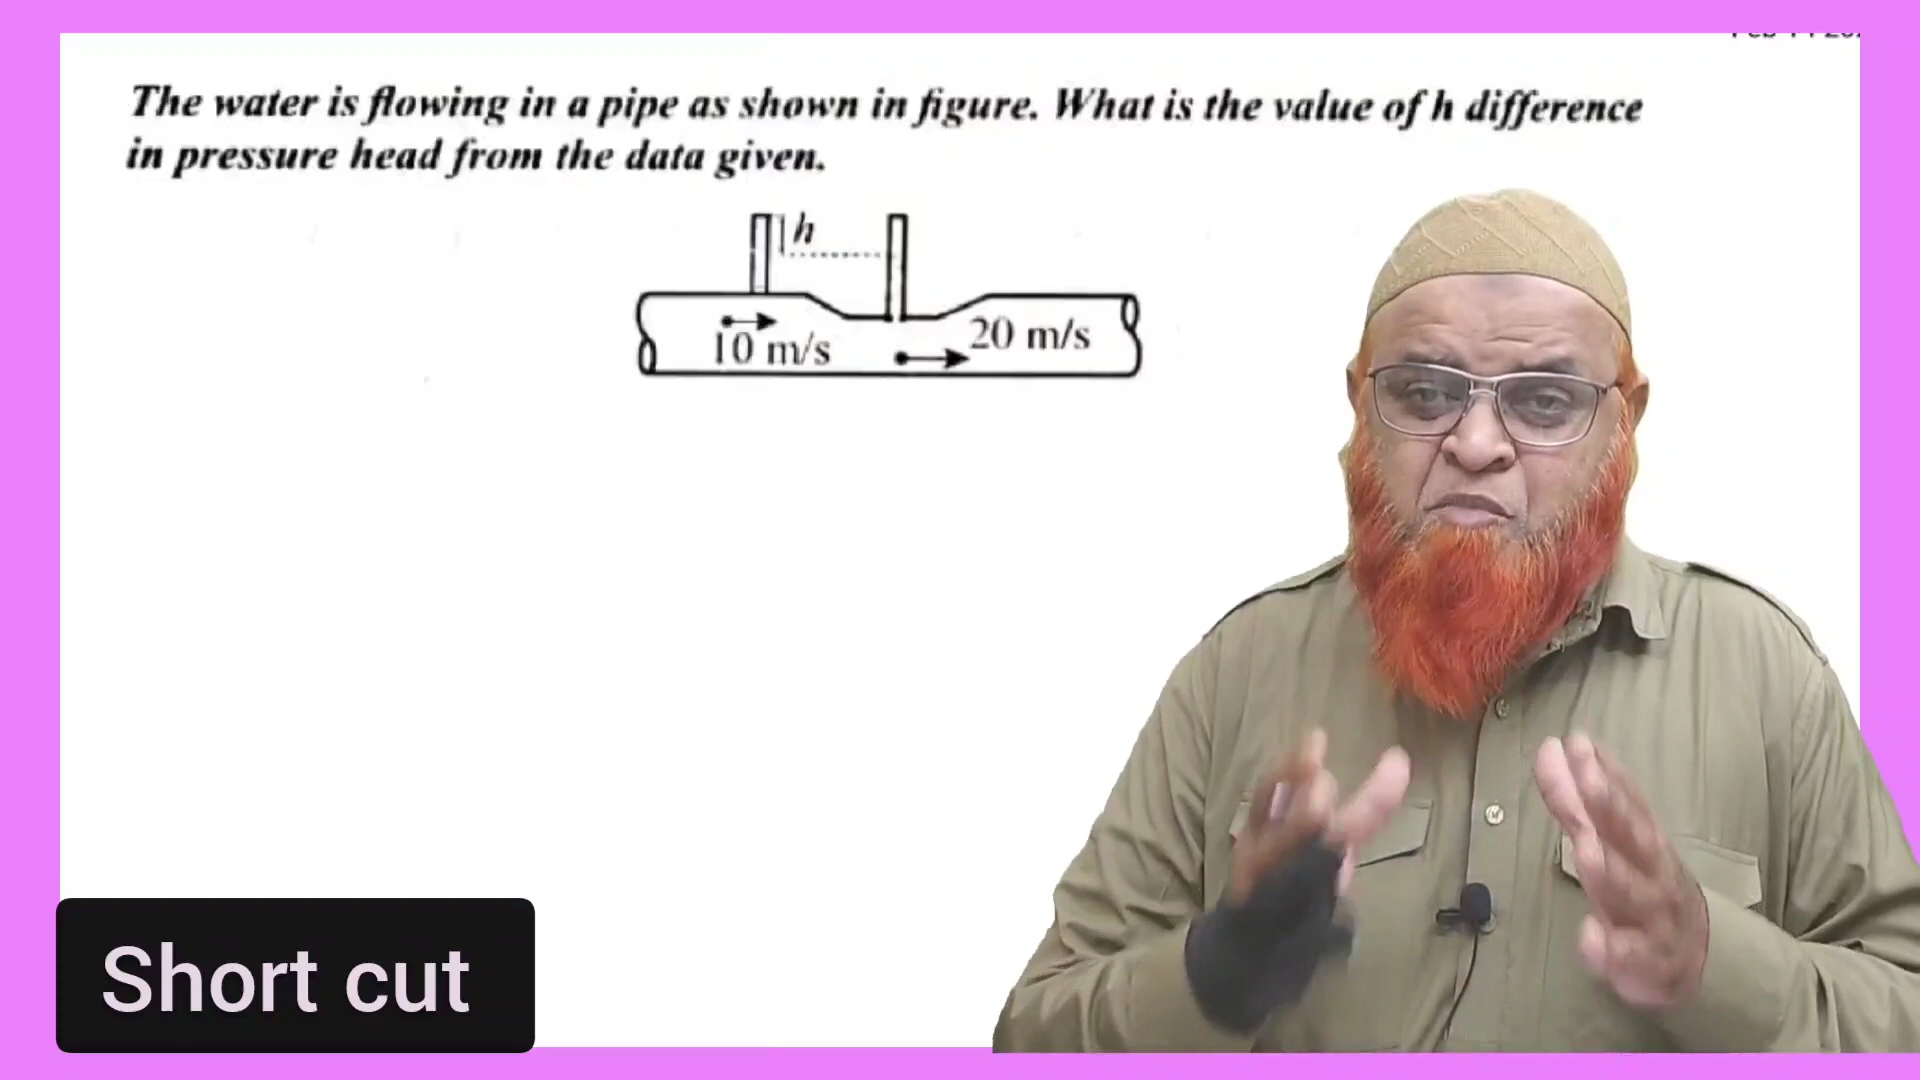 The water is flowing in a pipe as shown in figure. What is the value of h difference
in pressure head from the data given.
h
10 m/s
20 m/s
Short cut